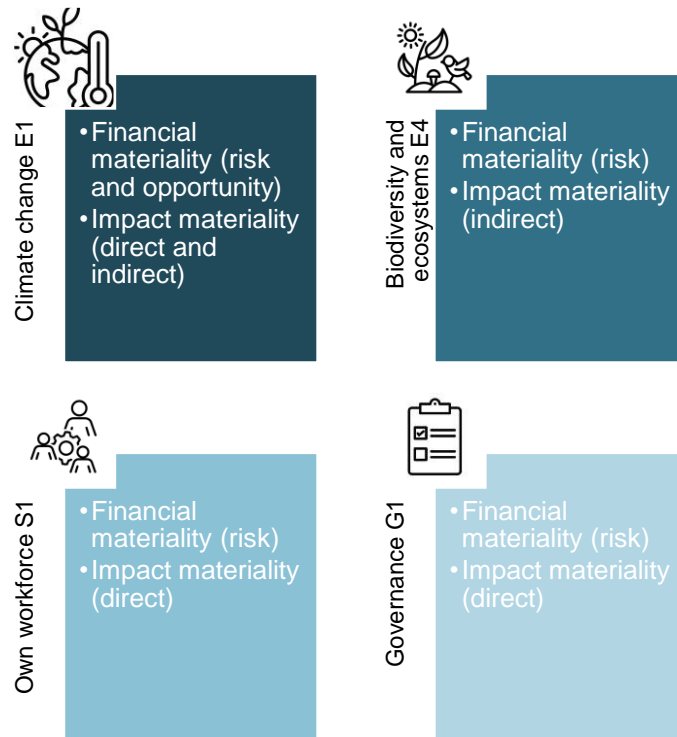 Climate change E1
•Financial
materiality (risk
and opportunity)
•Impact materiality
(direct and
indirect)
Biodiversity and
ecosystems E4
•Financial
materiality (risk)
•Impact materiality
(indirect)
Own workforce S1
•Financial
materiality (risk)
•Impact materiality
(direct)
Governance G1
•Financial
materiality (risk)
•Impact materiality
(direct)